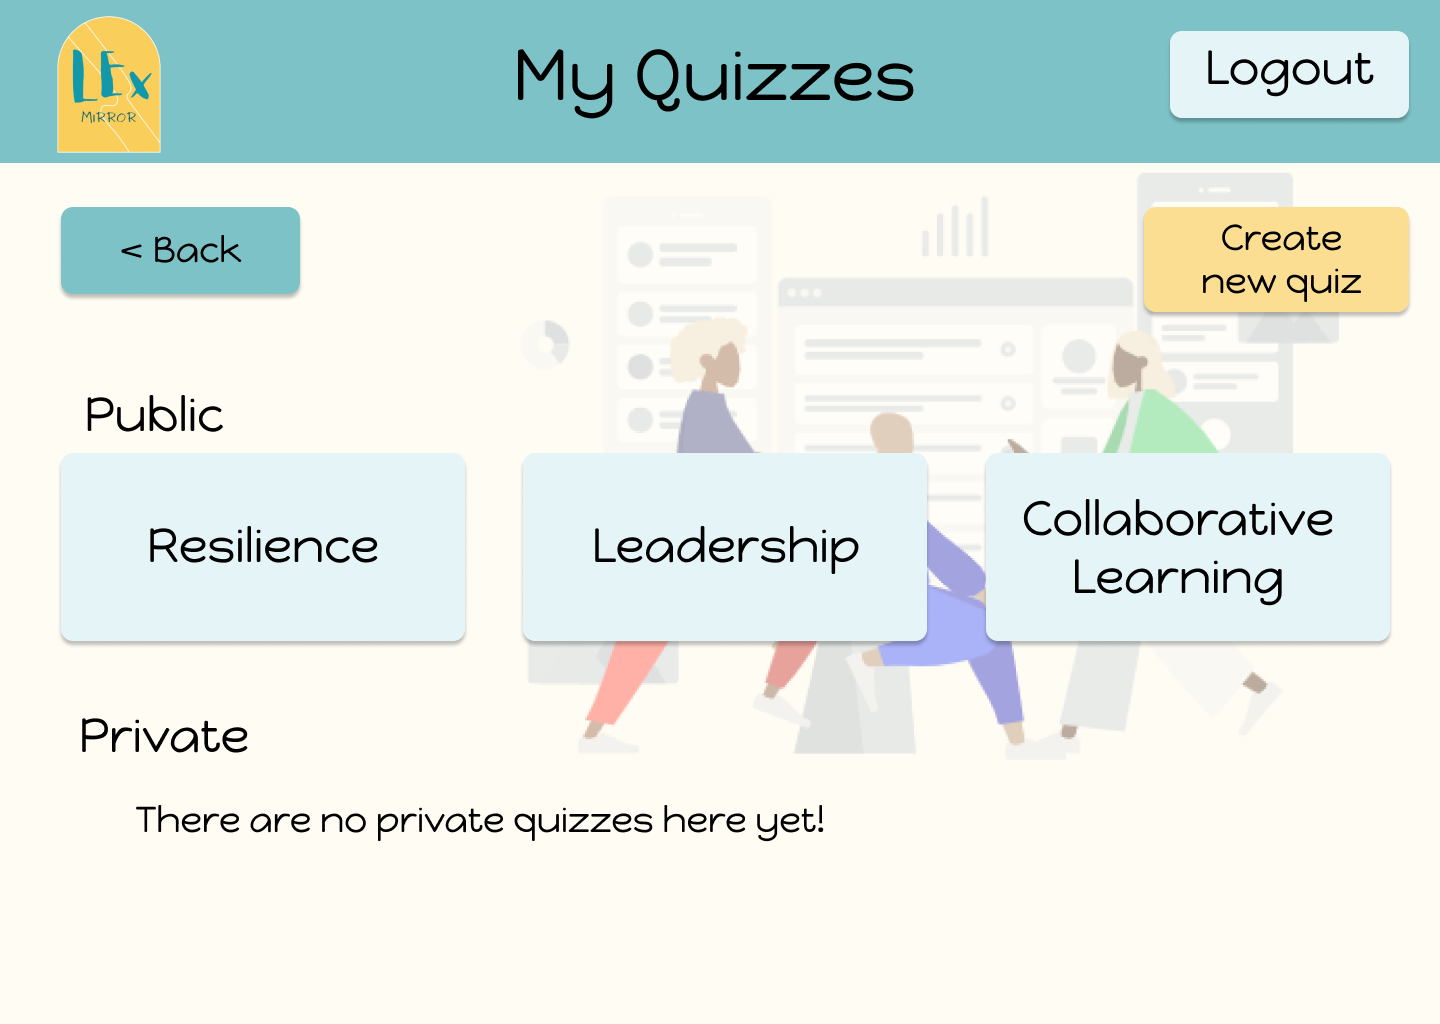 LEx
MIRROR
My Quizzes
Logout
< Back
Create
new quiz
Public
Resilience
Leadership
Collaborative
Learning
Private
There are no private quizzes here yet!